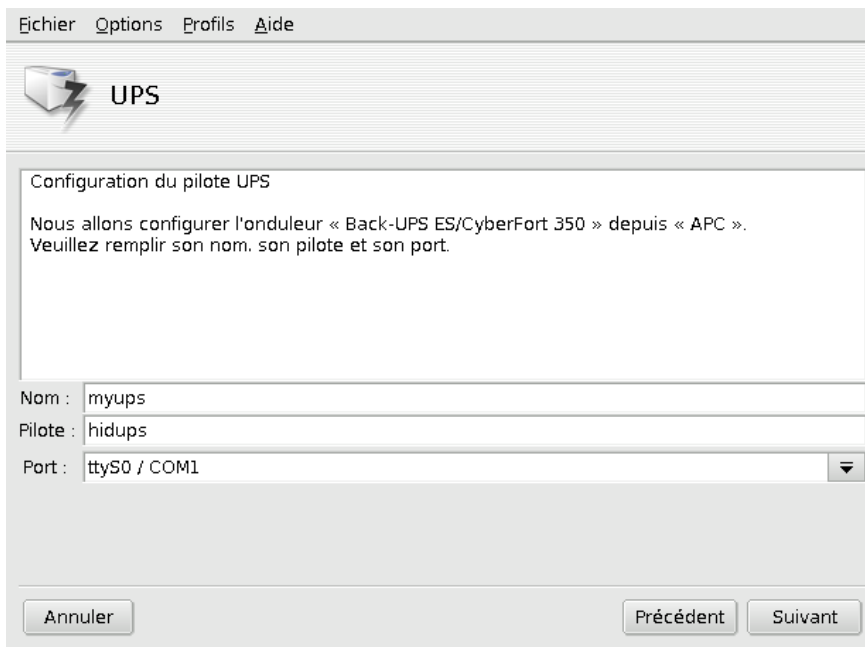 Fichier Options Profils Aide
UPS
Configuration du pilote UPS
Nous allons configurer l'onduleur « Back-UPS ES/CyberFort 350 » depuis « APC ».
Veuillez remplir son nom. son pilote et son port.
Nom : myups
Pilote : hidups
Port : ttyS0 / COM1
Annuler Précédent Suivant